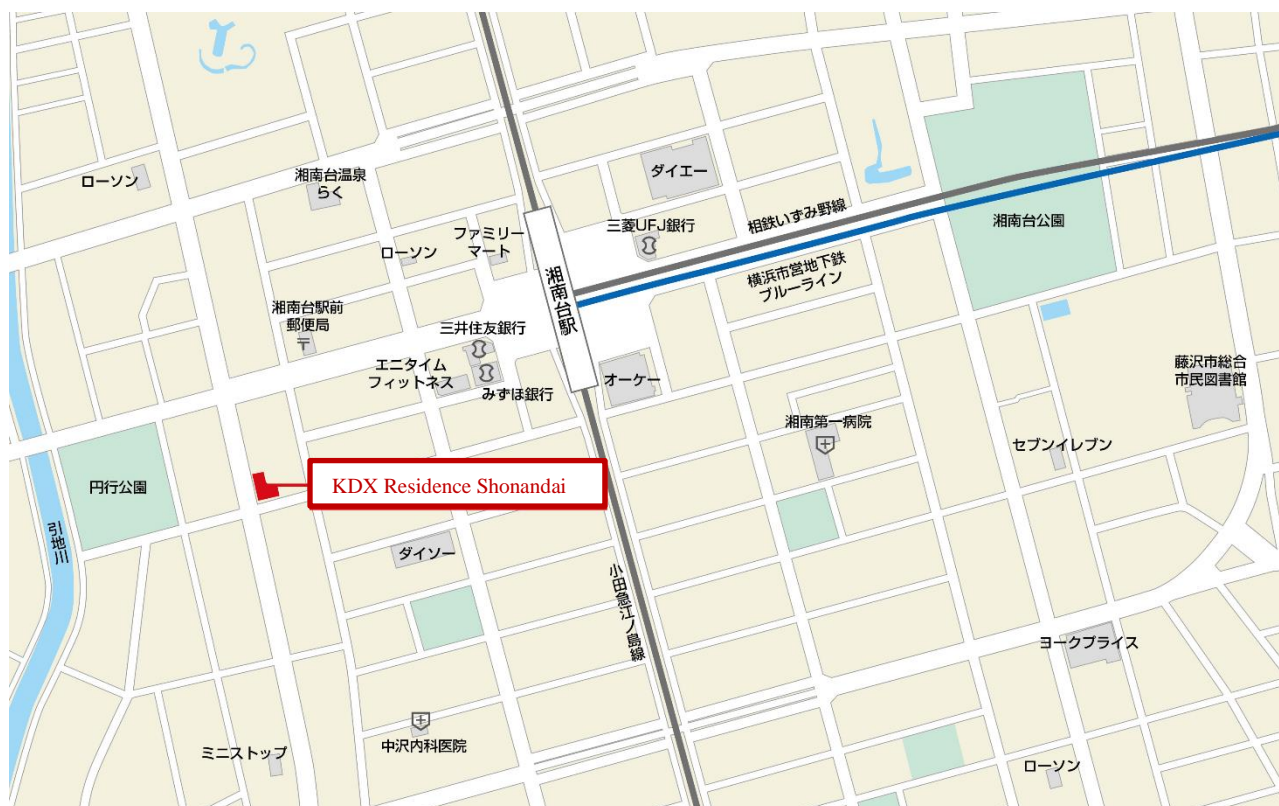 ダイエー
ローソン
湘南台温泉
らく
相鉄いずみ野線
三菱UFJ銀行
湘南台公園
ファミリー
マート
ローソン
湘南台駅
横浜市営地下鉄
ブルーライン
湘南台駅前
郵便局
三井住友銀行
エニタイム
フィットネス
みずほ銀行
オーケー
藤沢市総合
市民図書館
湘南第一病院
セブンイレブン
円行公園
KDX Residence Shonandai
引地川
ダイソー
小田急江ノ島線
ヨークプライス
中沢内科医院
ミニストップ
ローソン